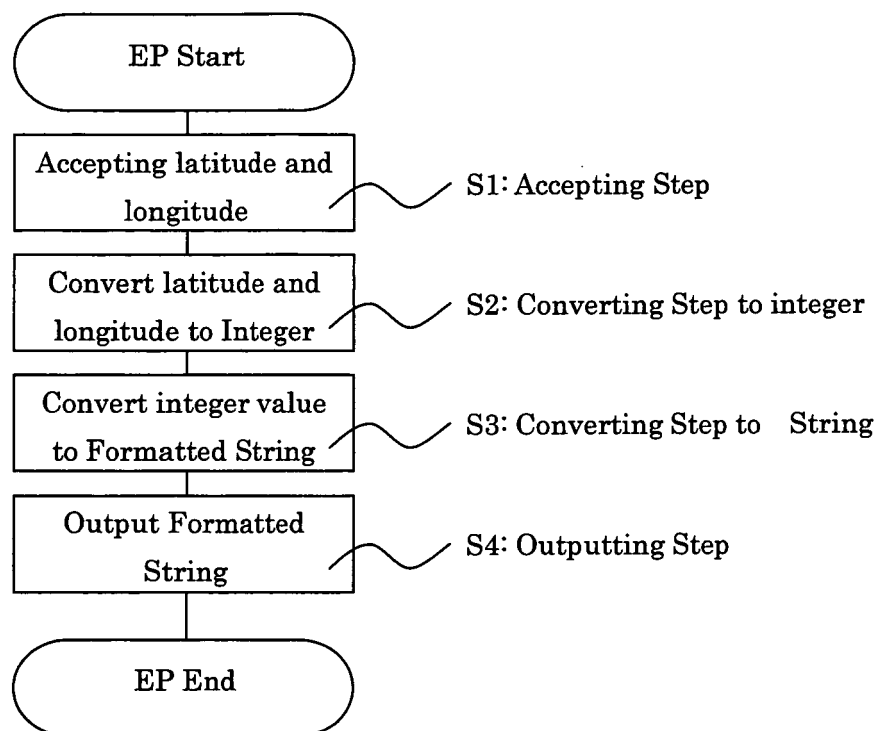 EP Start
Accepting latitude and
longitude
S1: Accepting Step
Convert latitude and
longitude to Integer
S2: Converting Step to integer
Convert integer value
to Formatted String
S3: Converting Step to String
Output Formatted
String
S4: Outputting Step
EP End